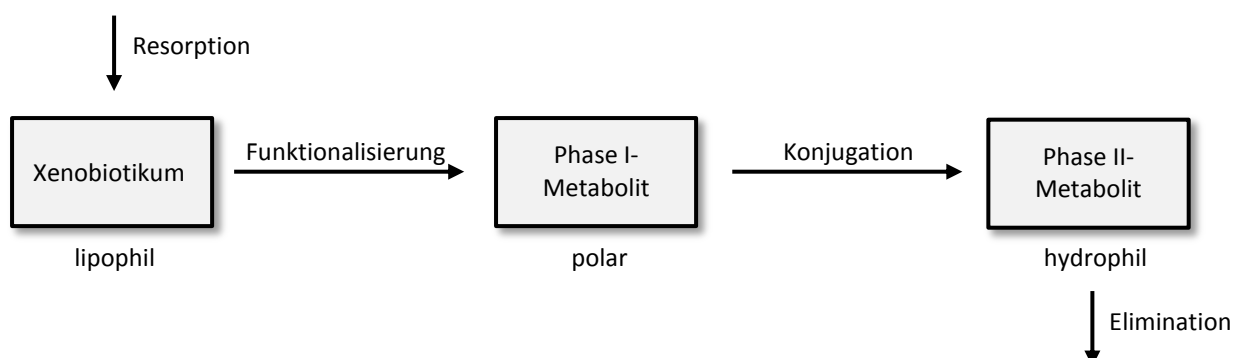 Resorption
Xenobiotikum
Funktionalisierung
Phase I-
Metabolit
Konjugation
Phase II-
Metabolit
lipophil
polar
hydrophil
Elimination